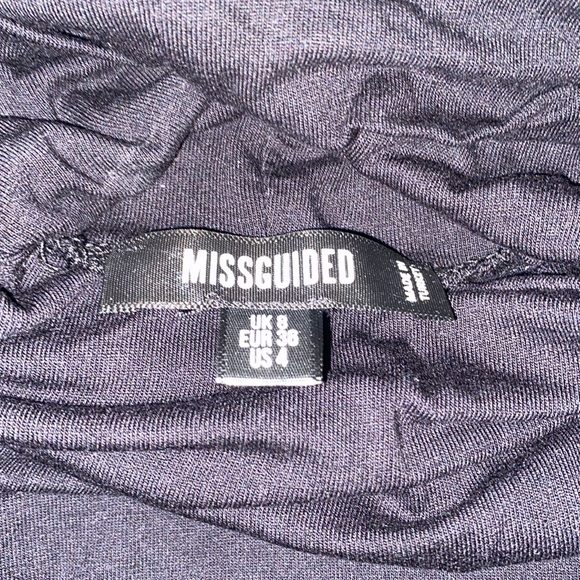 MISSGUIDED
MADE IN
TURKEY
UK 8
EUR 36
US 4